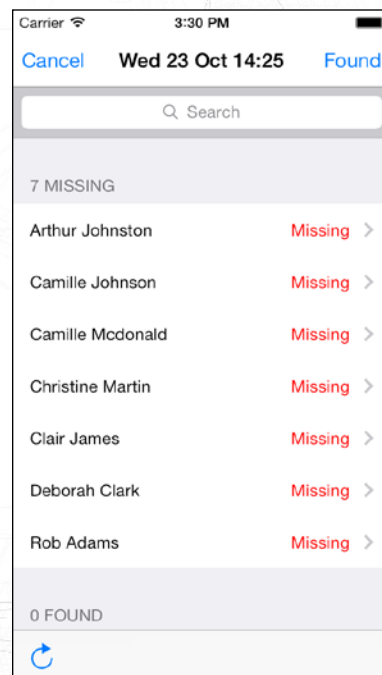 Carrier 3:30 PM
Cancel Wed 23 Oct 14:25 Found
Search
7 MISSING
Arthur Johnston Missing
Camille Johnson Missing
Camille Mcdonald Missing
Christine Martin Missing
Clair James Missing
Deborah Clark Missing
Rob Adams Missing
0 FOUND